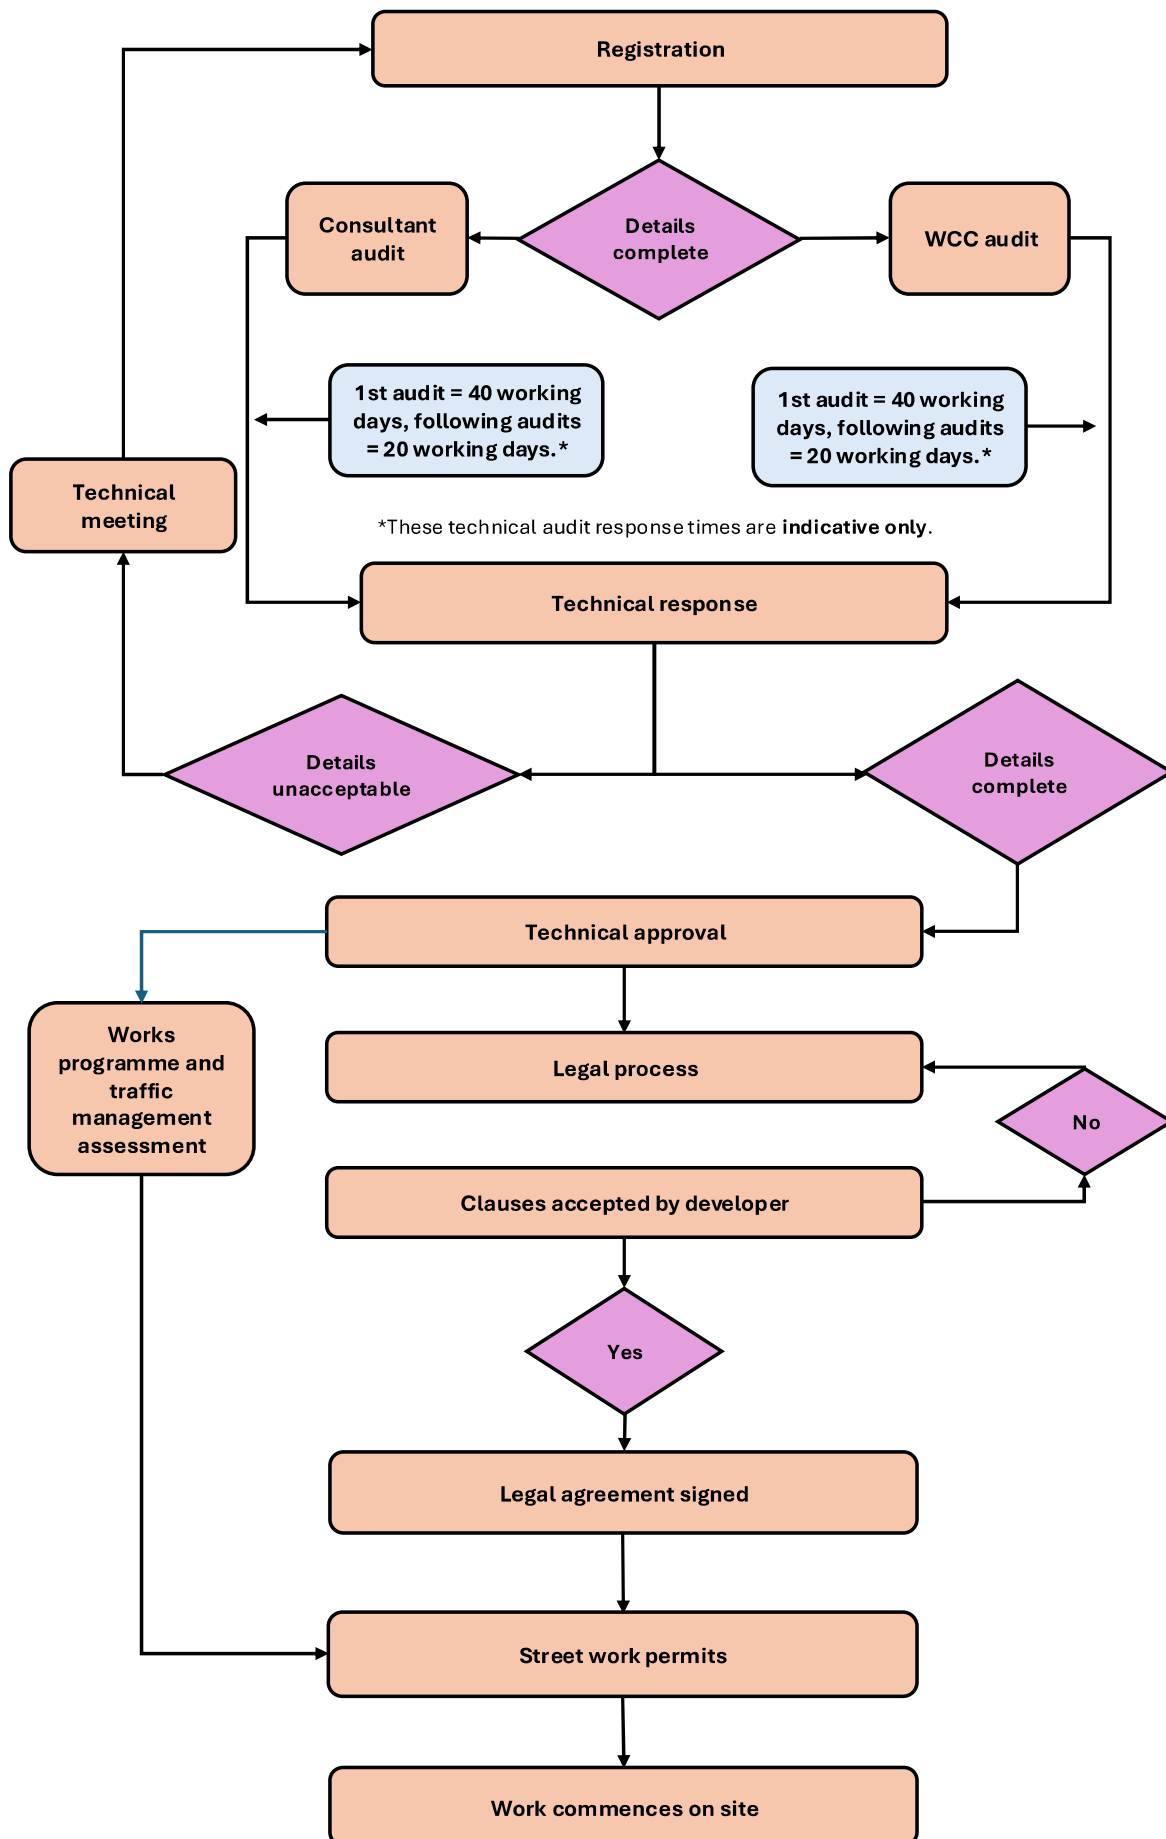 Registration
Details
complete
Consultant
audit
WCC audit
1st audit = 40 working
days, following audits
= 20 working days.*
1st audit = 40 working
days, following audits
= 20 working days.*
Technical
meeting
*These technical audit response times are indicative only.
Technical response
Details
unacceptable
Details
complete
Technical approval
Works
programme and
traffic
management
assessment
Legal process
No
Clauses accepted by developer
Yes
Legal agreement signed
Street work permits
Work commences on site